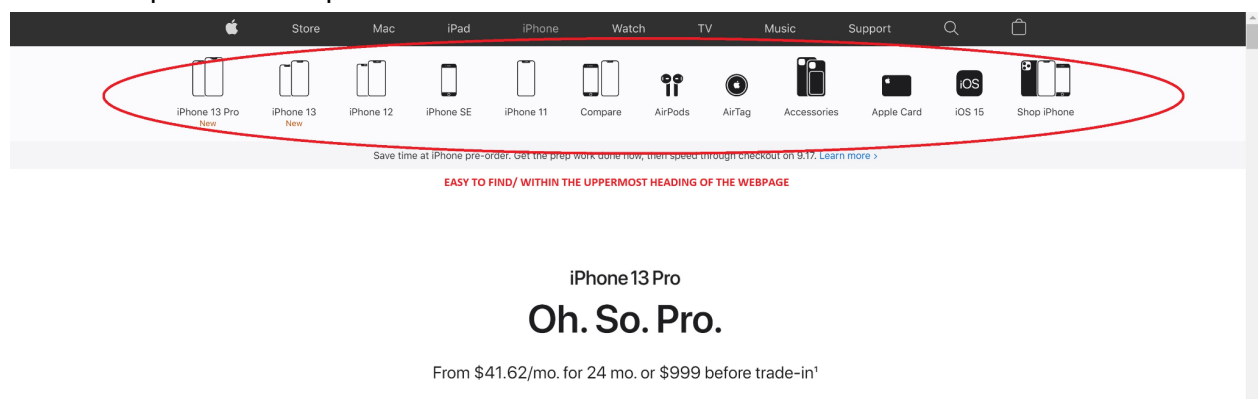 Store Mac iPad iPhone Watch TV Music Support
iOS
iPhone 13 Pro iPhone 13 iPhone 12 iPhone SE iPhone 11 Compare AirPods AirTag Accessories Apple Card iOS 15 Shop iPhone
New New
Save time at iPhone pre-order. Get the prep work done now, then speed through checkout on 9.17. Learn more >
EASY TO FIND/ WITHIN THE UPPERMOST HEADING OF THE WEBPAGE
iPhone 13 Pro
Oh. So. Pro.
From $41.62/mo. for 24 mo. or $999 before trade-in¹